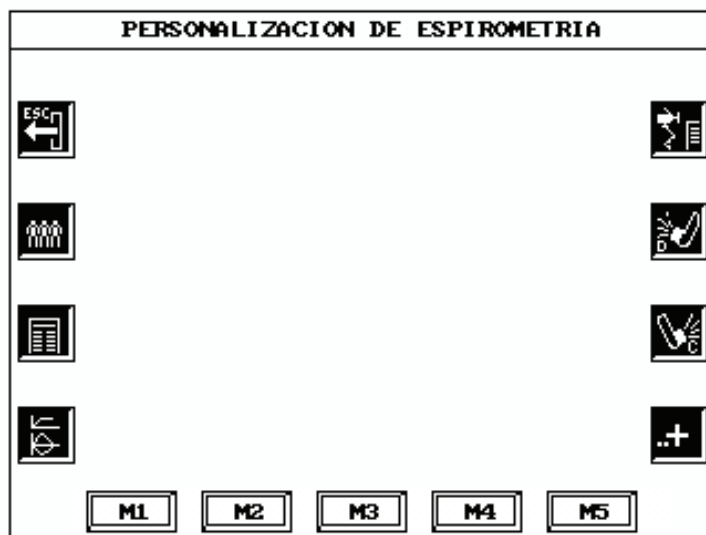 PERSONALIZACION DE ESPIROMETRIA
ESC
D
C
..+
M1 M2 M3 M4 M5